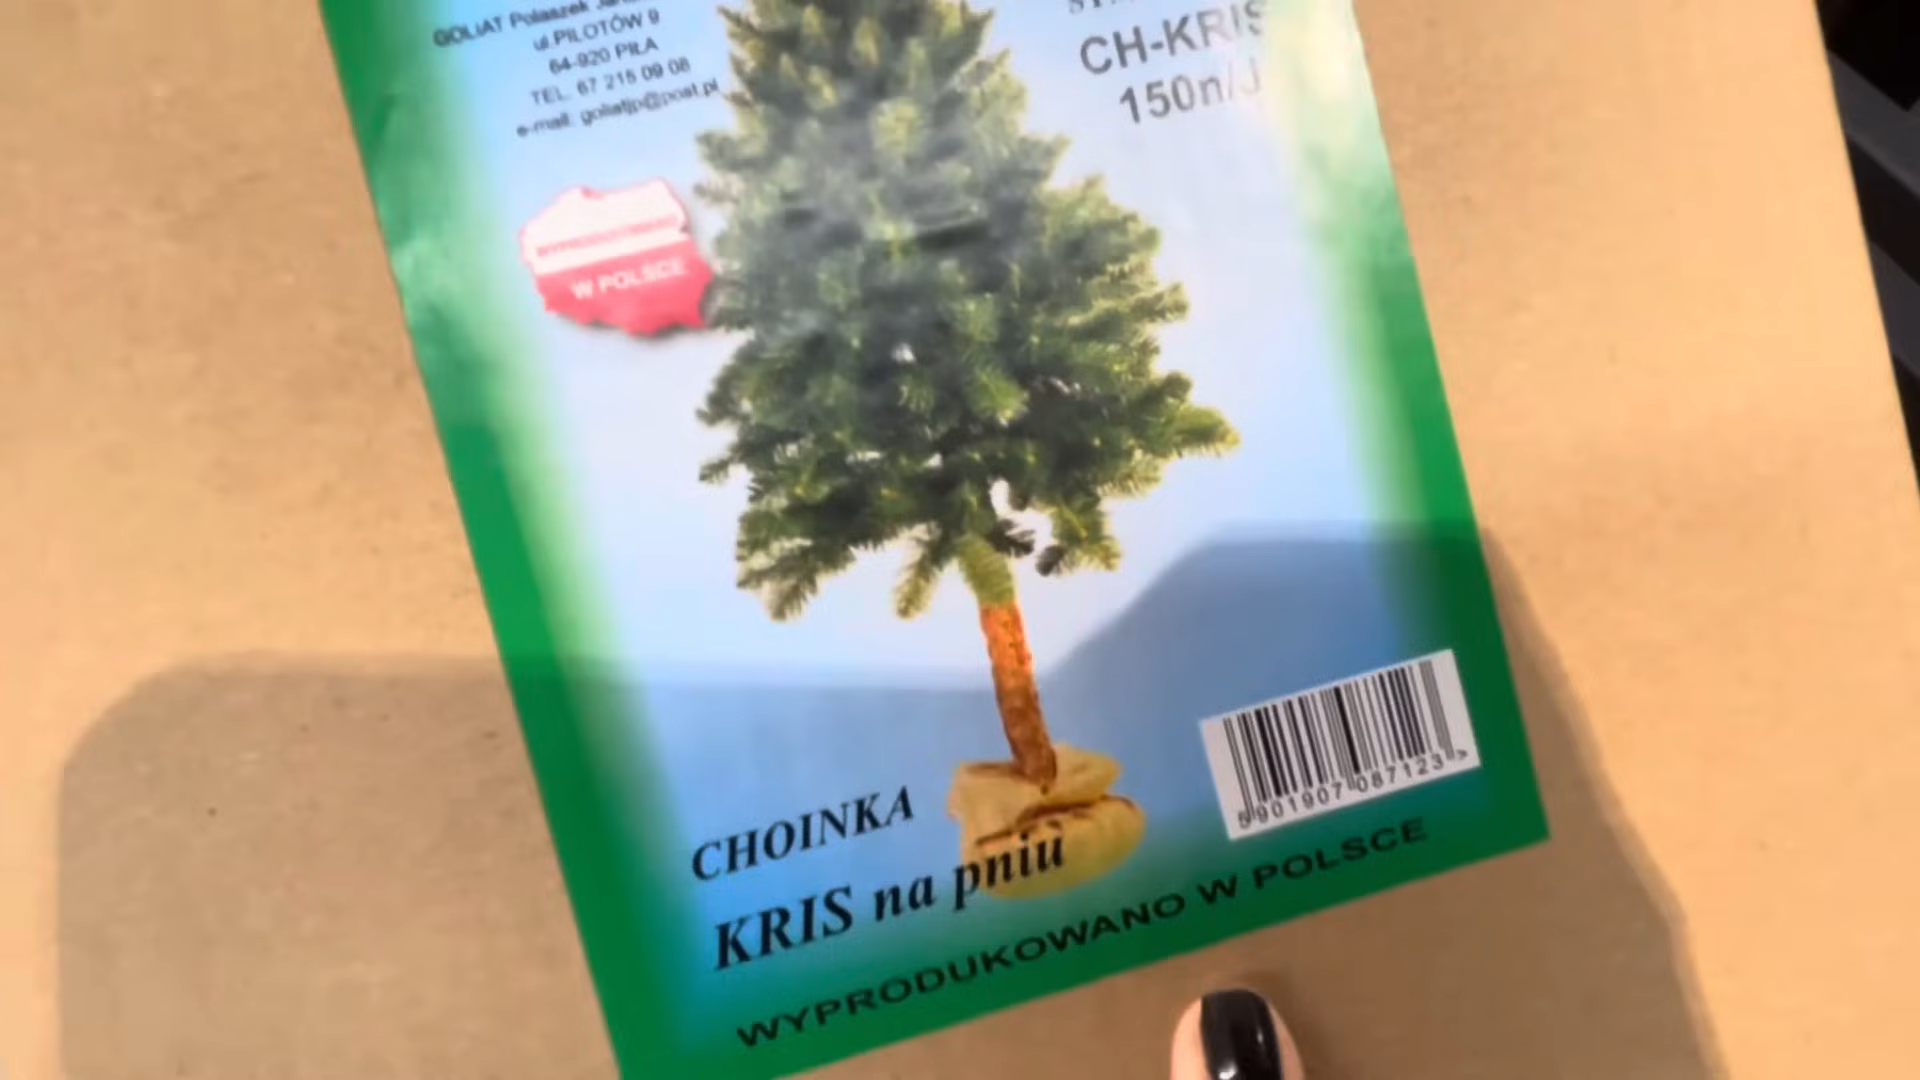 GOLIAT Polaszek
ul.PILOTÓW 9
64-920 PIŁA
TEL. 67 215 09 08
e-mail: goliatjp@post.pl
CH-KRIS
150n/J
W POLSCE
CHOINKA
KRIS na pniu
5901907087123>
WYPRODUKOWANO W POLSCE